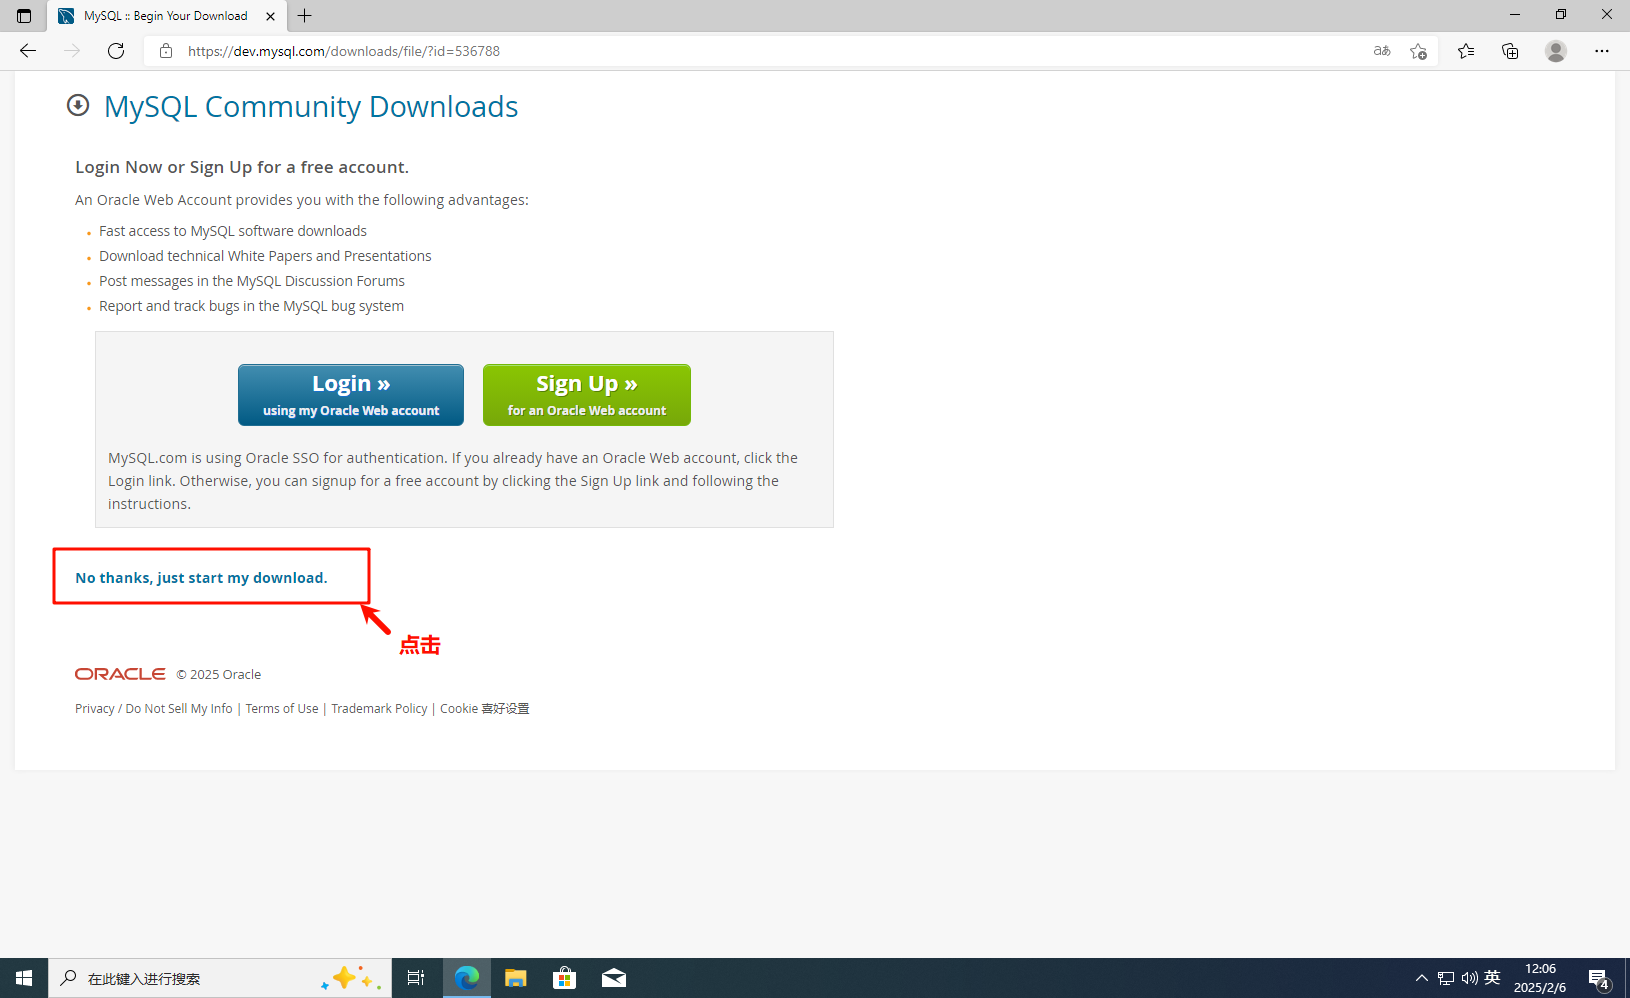 MySQL :: Begin Your Download
https://dev.mysql.com/downloads/file/?id=536788
aあ
MySQL Community Downloads
Login Now or Sign Up for a free account.
An Oracle Web Account provides you with the following advantages:
Fast access to MySQL software downloads
Download technical White Papers and Presentations
Post messages in the MySQL Discussion Forums
Report and track bugs in the MySQL bug system
Login »
using my Oracle Web account
Sign Up »
for an Oracle Web account
MySQL.com is using Oracle SSO for authentication. If you already have an Oracle Web account, click the
Login link. Otherwise, you can signup for a free account by clicking the Sign Up link and following the
instructions.
No thanks, just start my download.
点击
ORACLE © 2025 Oracle
Privacy / Do Not Sell My Info | Terms of Use | Trademark Policy | Cookie 喜好设置
在此键入进行搜索
英
12:06
2025/2/6
4